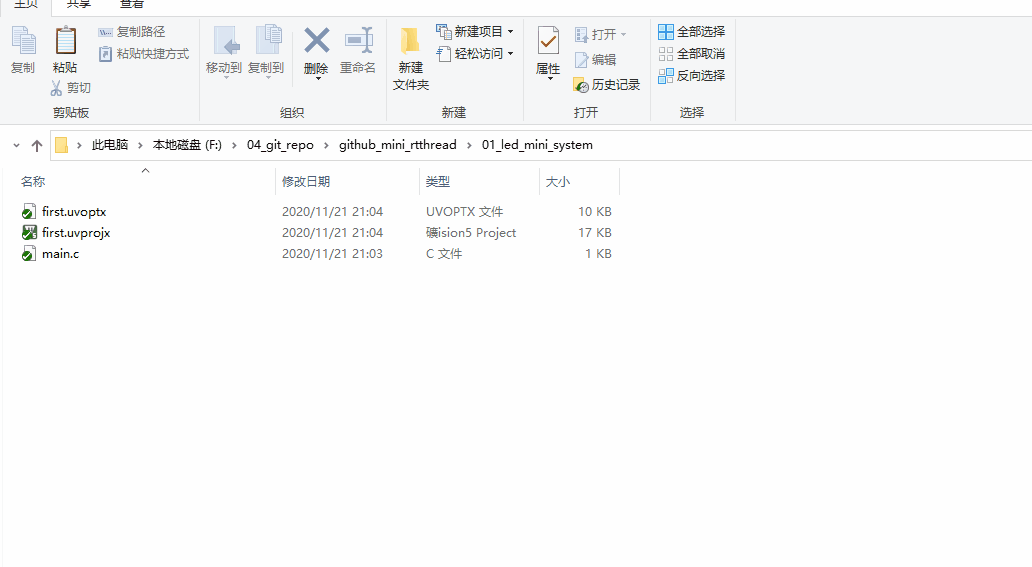 主页 共享 查看
复制
粘贴
复制路径
粘贴快捷方式
剪切
剪贴板
移动到 复制到 删除 重命名
组织
新建
文件夹
新建项目
轻松访问
新建
属性
打开
编辑
历史记录
打开
全部选择
全部取消
反向选择
选择
此电脑 › 本地磁盘 (F:) › 04_git_repo › github_mini_rtthread › 01_led_mini_system
名称 修改日期 类型 大小
first.uvoptx 2020/11/21 21:04 UVOPTX 文件 10 KB
first.uvprojx 2020/11/21 21:04 礦ision5 Project 17 KB
main.c 2020/11/21 21:03 C 文件 1 KB